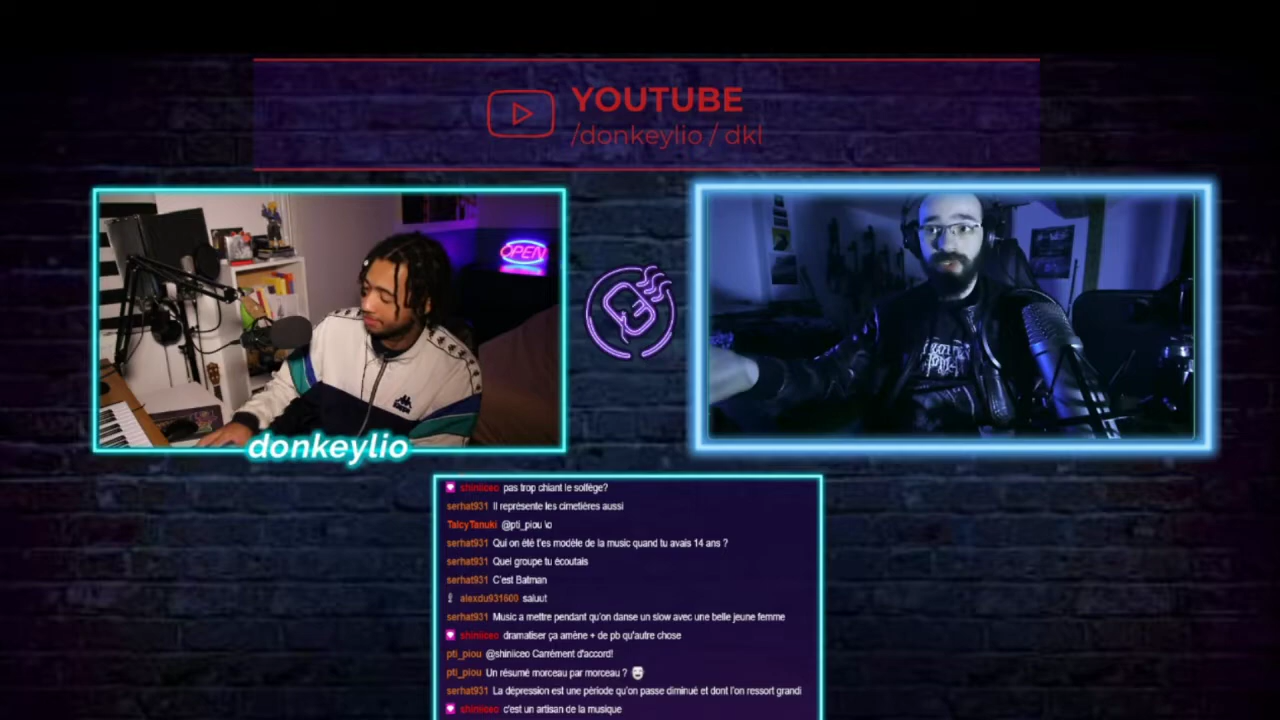 YOUTUBE
/donkeylio / dkl
OPEN
Kappa
donkeylio
shiniiceo pas trop chiant le solfège?
serhat931 Il représente les cimetières aussi
TalcyTanuki @pti_piou \o
serhat931 Qui on été t'es modèle de la music quand tu avais 14 ans ?
serhat931 Quel groupe tu écoutais
serhat931 C'est Batman
alexdu931600 saluut
serhat931 Music a mettre pendant qu'on danse un slow avec une belle jeune femme
shiniiceo dramatiser ça amène + de pb qu'autre chose
pti_piou @shiniiceo Carrément d'accord!
pti_piou Un résumé morceau par morceau ?
serhat931 La dépression est une période qu'on passe diminué et dont l'on ressort grandi
shiniiceo c'est un artisan de la musique